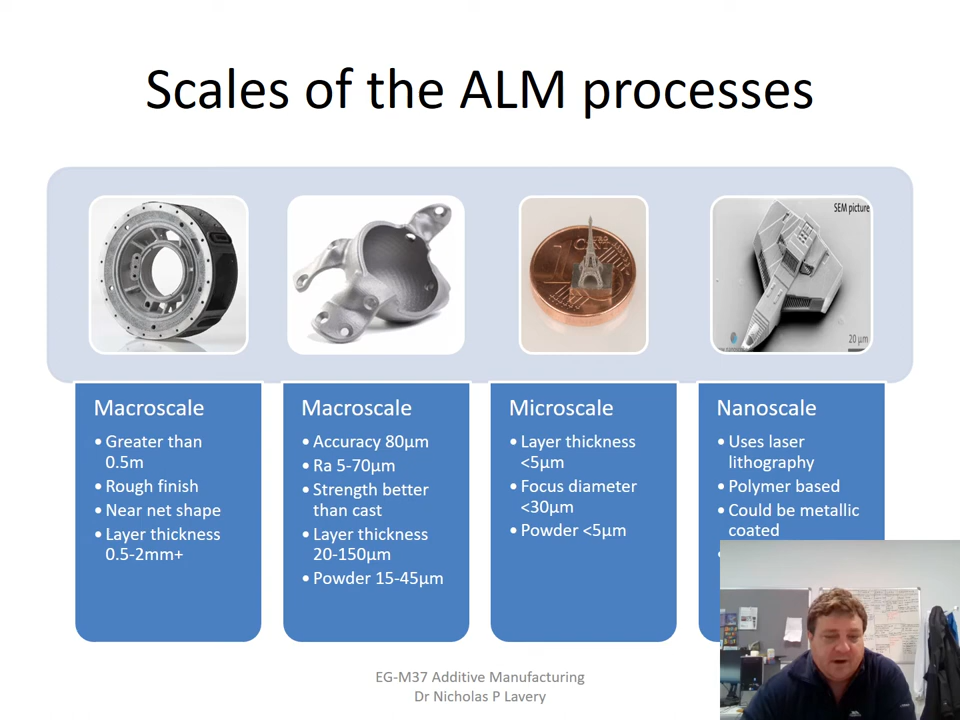 Scales of the ALM processes
SEM picture
20 μm
Macroscale
• Greater than
0.5m
• Rough finish
• Near net shape
• Layer thickness
0.5-2mm+
Macroscale
• Accuracy 80μm
• Ra 5-70μm
• Strength better
than cast
• Layer thickness
20-150μm
• Powder 15-45μm
Microscale
• Layer thickness
<5μm
• Focus diameter
<30μm
• Powder <5μm
Nanoscale
• Uses laser
lithography
• Polymer based
• Could be metallic
coated
EG-M37 Additive Manufacturing
Dr Nicholas P Lavery